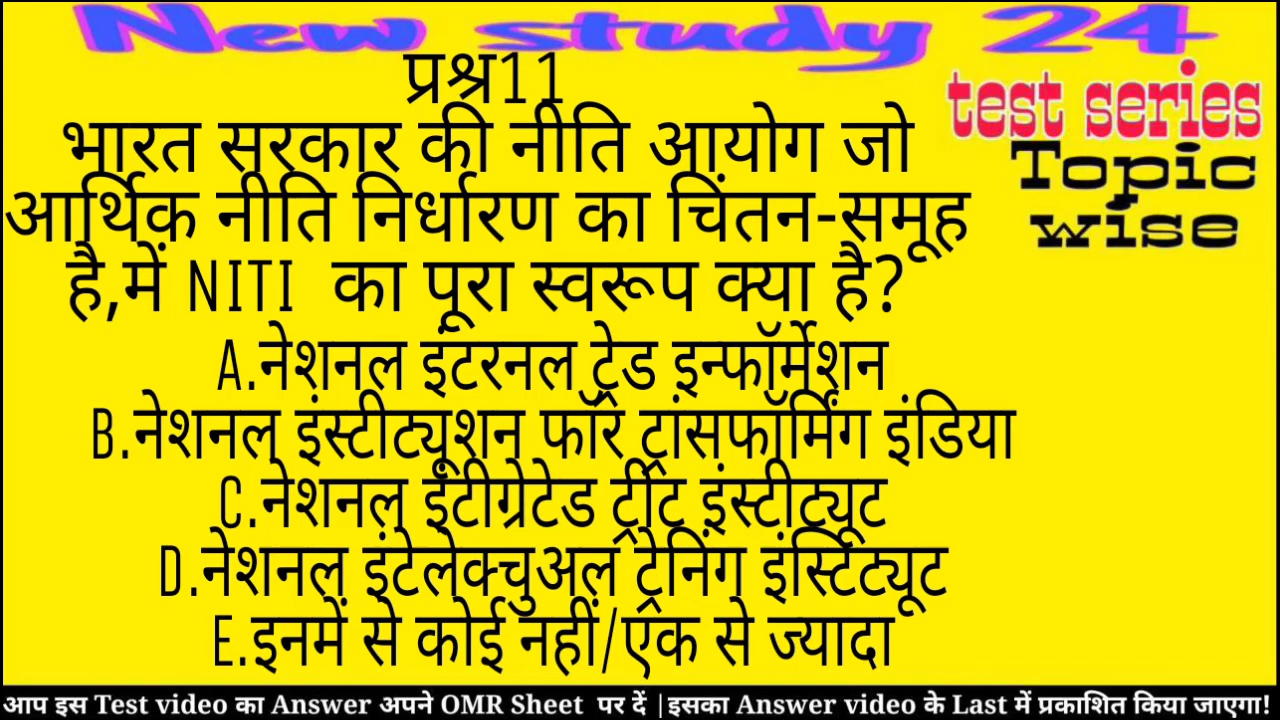 New study 24
test series
Topic
wise
प्रश्न11
भारत सरकार की नीति आयोग जो
आर्थिक नीति निर्धारण का चिंतन-समूह
है,में NITI का पूरा स्वरूप क्या है?
A.नेशनल इंटरनल ट्रेड इन्फॉर्मेशन
B.नेशनल इंस्टीट्यूशन फॉर ट्रांसफॉर्मिंग इंडिया
C.नेशनल इंटीग्रेटेड ट्रीट इंस्टीट्यूट
D.नेशनल इंटेलेक्चुअल ट्रेनिंग इंस्टिट्यूट
E.इनमें से कोई नहीं/एक से ज्यादा
आप इस Test video का Answer अपने OMR Sheet पर दें |इसका Answer video के Last में प्रकाशित किया जाएगा!